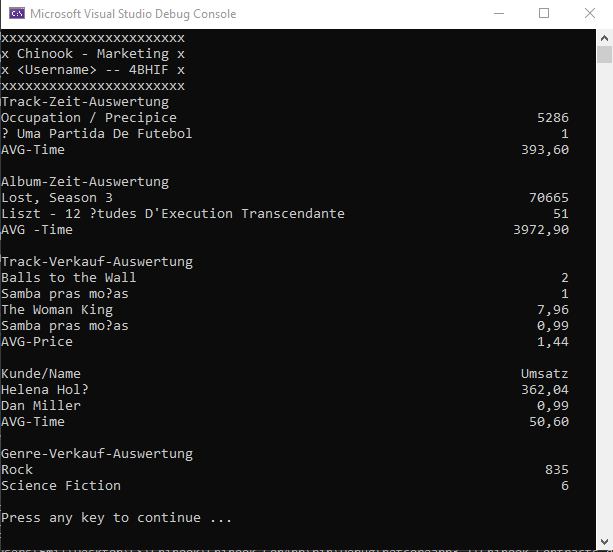 Microsoft Visual Studio Debug Console
xxxxxxxxxxxxxxxxxxxxxxx
x Chinook - Marketing x
x <Username> -- 4BHIF x
xxxxxxxxxxxxxxxxxxxxxxx
Track-Zeit-Auswertung
Occupation / Precipice 5286
? Uma Partida De Futebol 1
AVG-Time 393,60
Album-Zeit-Auswertung
Lost, Season 3 70665
Liszt - 12 ?tudes D'Execution Transcendante 51
AVG -Time 3972,90
Track-Verkauf-Auswertung
Balls to the Wall 2
Samba pras mo?as 1
The Woman King 7,96
Samba pras mo?as 0,99
AVG-Price 1,44
Kunde/Name Umsatz
Helena Hol? 362,04
Dan Miller 0,99
AVG-Time 50,60
Genre-Verkauf-Auswertung
Rock 835
Science Fiction 6
Press any key to continue ...